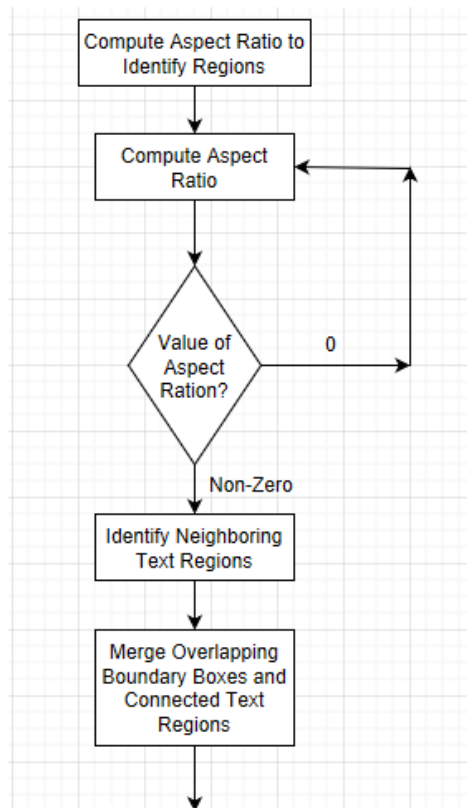 Compute Aspect Ratio to
Identify Regions
Compute Aspect
Ratio
Value of
Aspect
Ration?
0
Non-Zero
Identify Neighboring
Text Regions
Merge Overlapping
Boundary Boxes and
Connected Text
Regions